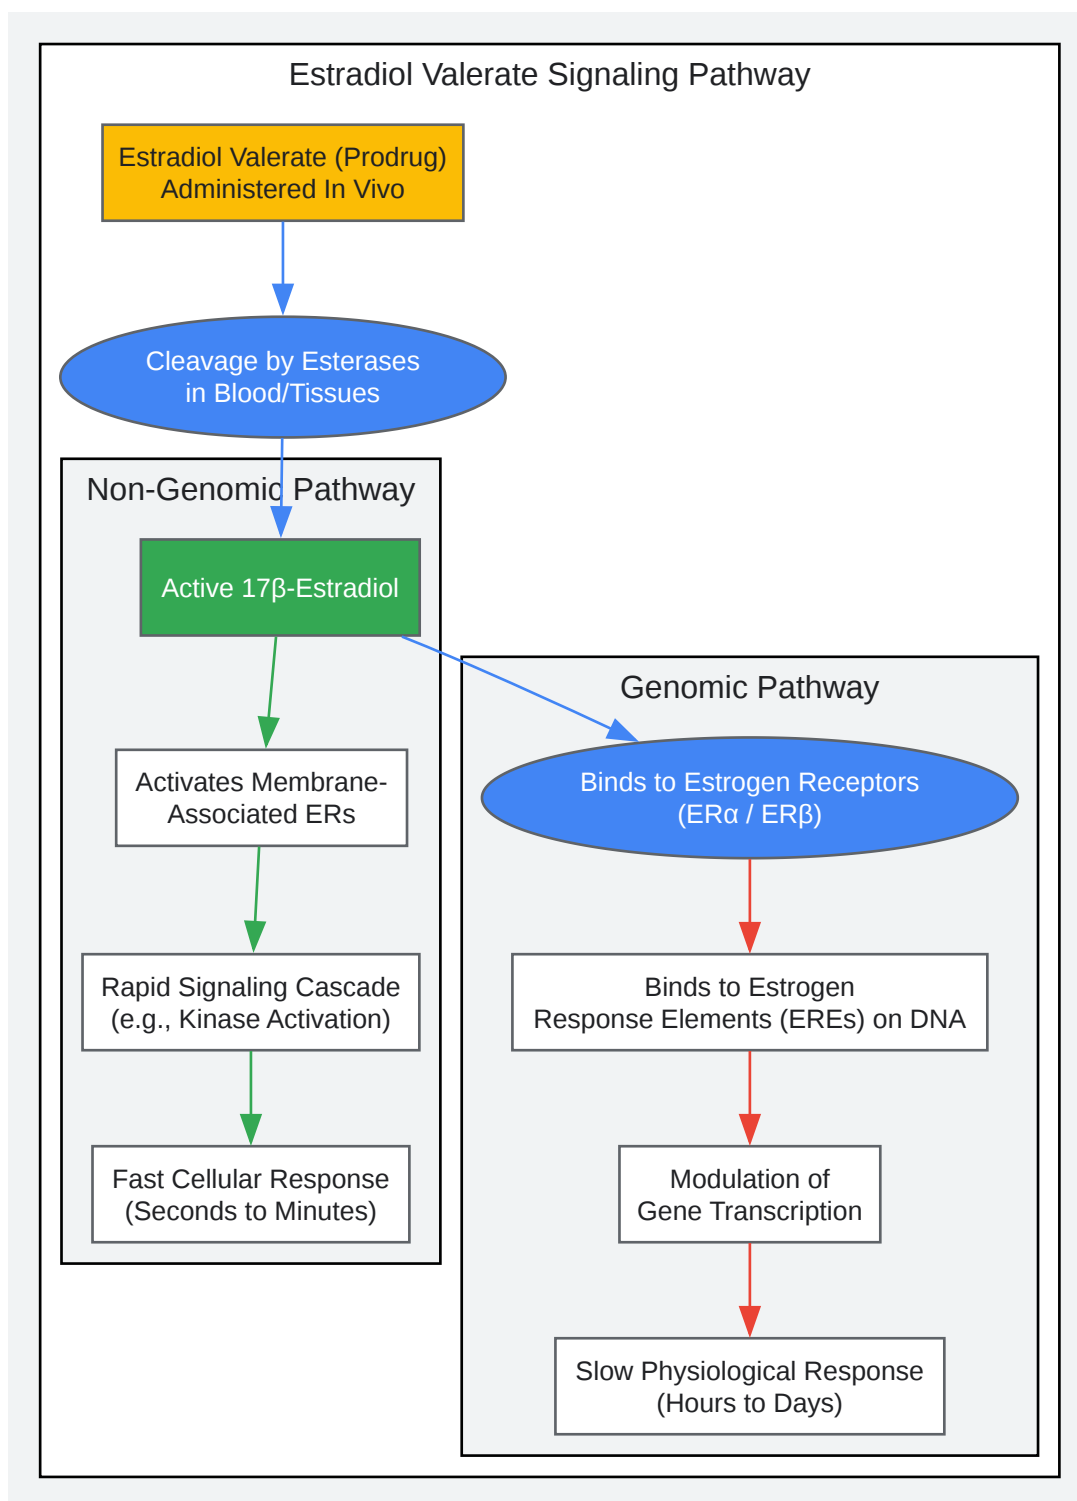 Estradiol Valerate Signaling Pathway
Estradiol Valerate (Prodrug)
Administered In Vivo
Cleavage by Esterases
in Blood/Tissues
Non-Genomic Pathway
Active 17β-Estradiol
Activates Membrane-
Associated ERs
Rapid Signaling Cascade
(e.g., Kinase Activation)
Fast Cellular Response
(Seconds to Minutes)
Genomic Pathway
Binds to Estrogen Receptors
(ERα / ERβ)
Binds to Estrogen
Response Elements (EREs) on DNA
Modulation of
Gene Transcription
Slow Physiological Response
(Hours to Days)